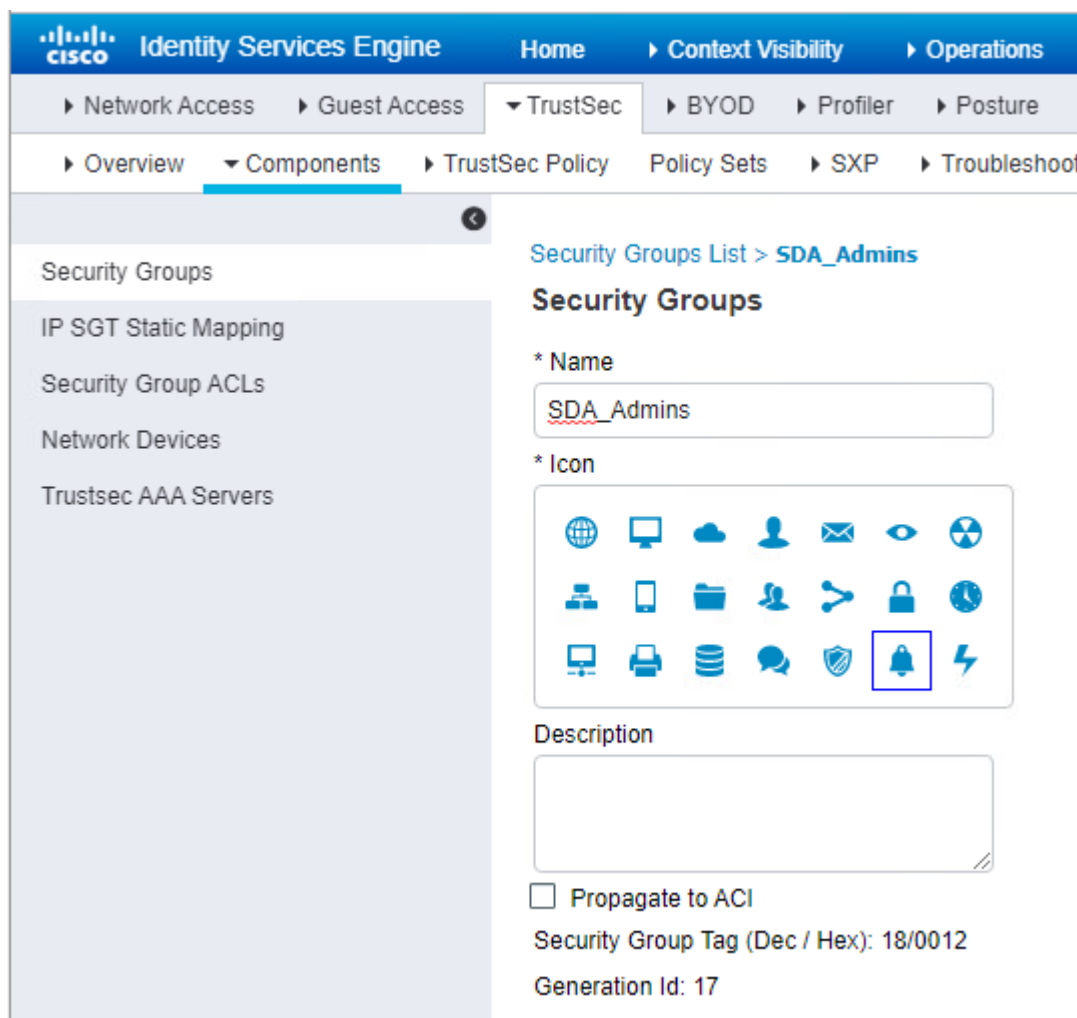 CISCO Identity Services Engine Home Context Visibility Operations
Network Access Guest Access TrustSec BYOD Profiler Posture
Overview Components TrustSec Policy Policy Sets SXP Troubleshoot
Security Groups
IP SGT Static Mapping
Security Group ACLs
Network Devices
Trustsec AAA Servers
Security Groups List > SDA_Admins
Security Groups
* Name
SDA_Admins
* Icon
Description
Propagate to ACI
Security Group Tag (Dec / Hex): 18/0012
Generation Id: 17